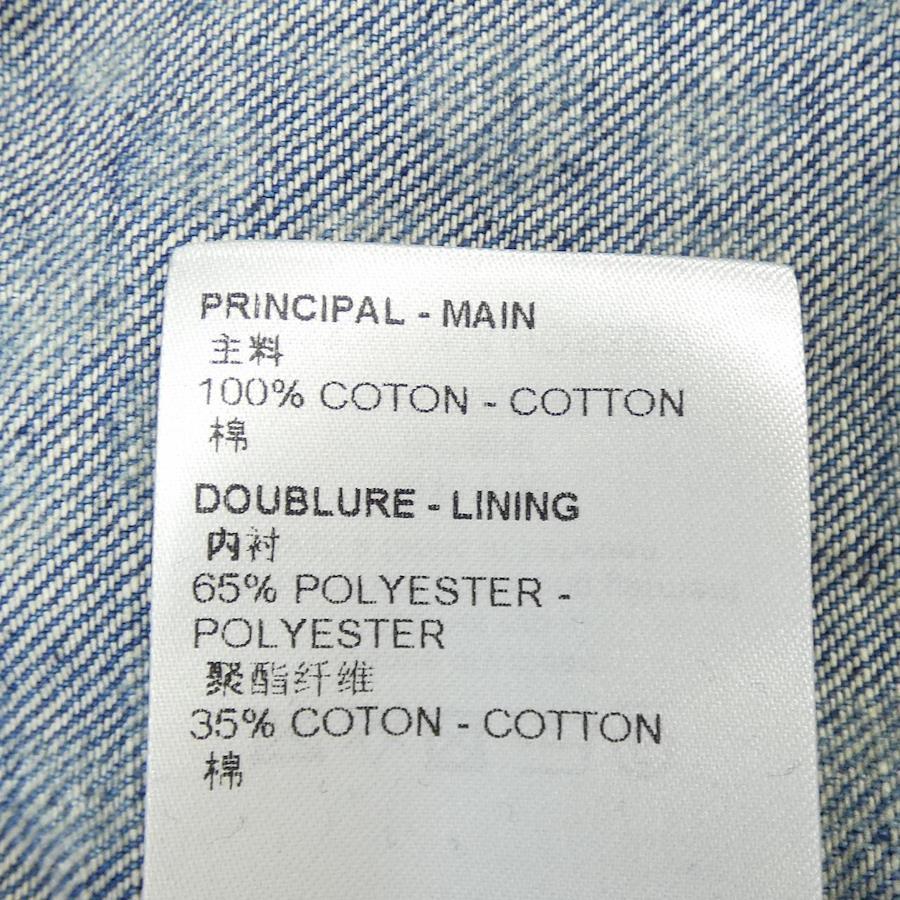 PRINCIPAL - MAIN
主料
100% COTON - COTTON
棉
DOUBLURE - LINING
内衬
65% POLYESTER -
POLYESTER
聚酯纤维
35% COTON - COTTON
棉